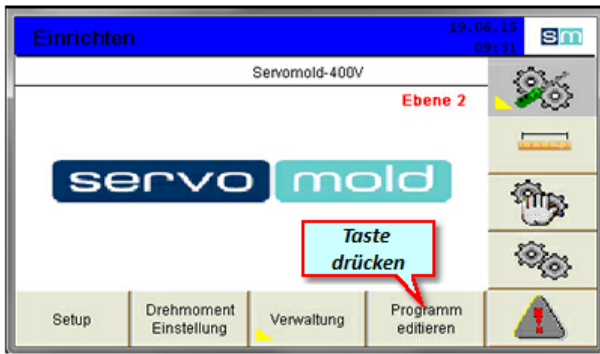 Einrichten
19.06.15
09:31
sm
Servomold-400V
Ebene 2
servo mold
Taste
drücken
Setup
Drehmoment
Einstellung
Verwaltung
Programm
editieren